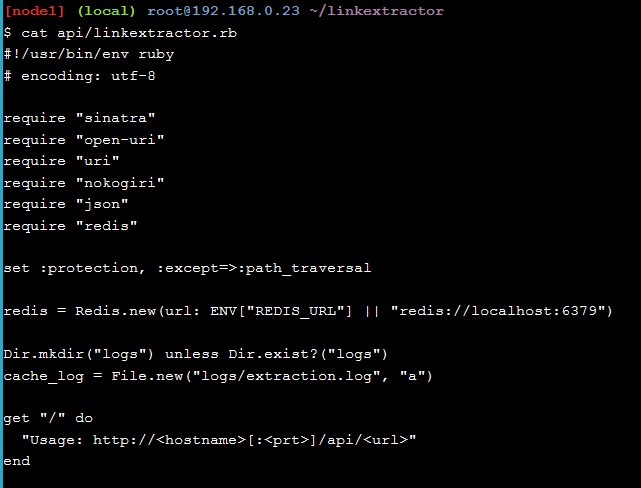 [node1] (local) root@192.168.0.23 ~/linkextractor
$ cat api/linkextractor.rb
#!/usr/bin/env ruby
# encoding: utf-8
require "sinatra"
require "open-uri"
require "uri"
require "nokogiri"
require "json"
require "redis"
set :protection, :except=>:path_traversal
redis = Redis.new(url: ENV["REDIS_URL"] || "redis://localhost:6379")
Dir.mkdir("logs") unless Dir.exist?("logs")
cache_log = File.new("logs/extraction.log", "a")
get "/" do
  "Usage: http://<hostname>[:<prt>]/api/<url>"
end